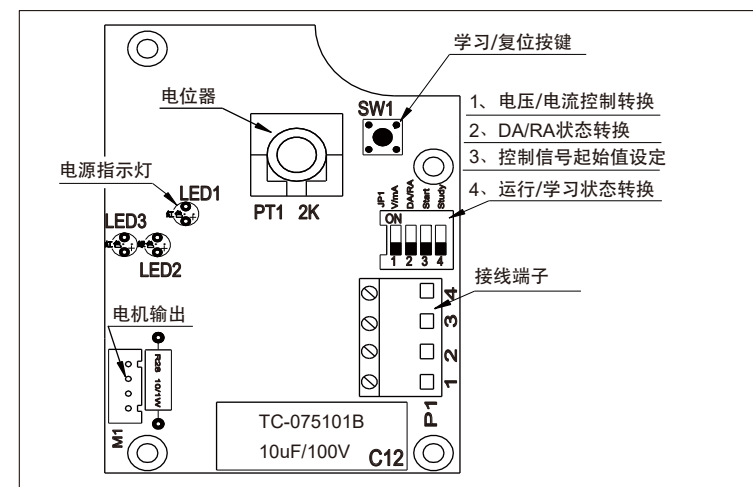 学习/复位按键
电位器
SW1
1、电压/电流控制转换
2、DA/RA状态转换
3、控制信号起始值设定
4、运行/学习状态转换
电源指示灯
LED1
PT1 2K
JP1
V/mA
DA/RA
Start
Study
ON
1 2 3 4
LED3
红色
绿色
LED2
接线端子
电机输出
4
3
2
1
P1
R28 10/1W
M1
TC-075101B
10uF/100V
C12